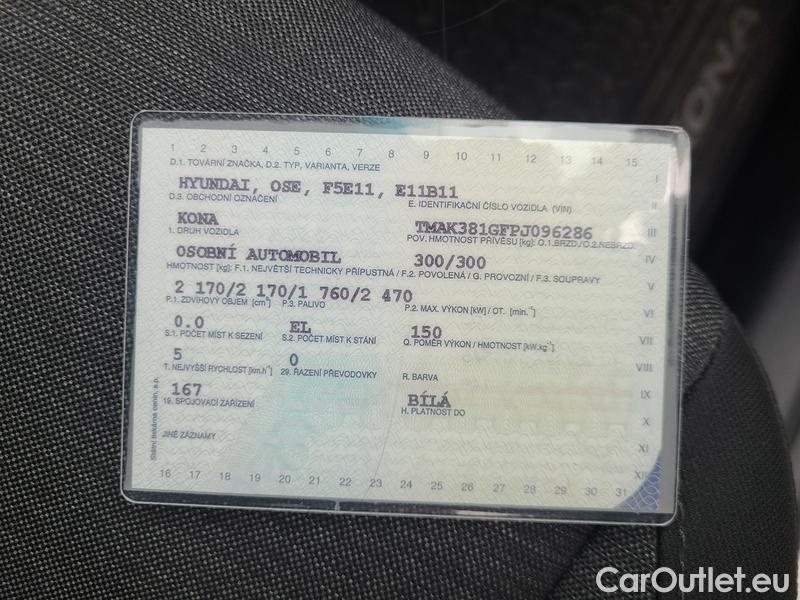 KONA
1 2 3 4 5 6 7 8 9 10 11 12 13 14 15
D.1. TOVÁRNÍ ZNAČKA, D.2. TYP, VARIANTA, VERZE
I
HYUNDAI, OSE, F5E11, E11B11
D.3. OBCHODNÍ OZNAČENÍ E. IDENTIFIKAČNÍ ČÍSLO VOZIDLA (VIN)
II
KONA TMAK381GFPJ096286
III
1. DRUH VOZIDLA POV. HMOTNOST PŘÍVĚSU [kg]: O.1.BRZD./O.2.NEBRZD.
OSOBNÍ AUTOMOBIL 300/300
IV
HMOTNOST [kg]: F.1. NEJVĚTŠÍ TECHNICKY PŘÍPUSTNÁ / F.2. POVOLENÁ / G. PROVOZNÍ / F.3. SOUPRAVY
2 170/2 170/1 760/2 470
V
P.1. ZDVIHOVÝ OBJEM [cm³] P.3. PALIVO P.2. MAX. VÝKON [kW] / OT. [min.⁻¹]
VI
0.0 EL 150
S.1. POČET MÍST K SEZENÍ S.2. POČET MÍST K STÁNÍ Q. POMĚR VÝKON / HMOTNOST [kW.kg⁻¹]
VII
5 0
T. NEJVYŠŠÍ RYCHLOST [km.h⁻¹] 29. ŘAZENÍ PŘEVODOVKY R. BARVA
VIII
167 BÍLÁ
IX
19. SPOJOVACÍ ZAŘÍZENÍ H. PLATNOST DO
X
JINÉ ZÁZNAMY
XI
Státní tiskárna cenin, s.p.
16 17 18 19 20 21 22 23 24 25 26 27 28 29 30 31
CarOutlet.eu